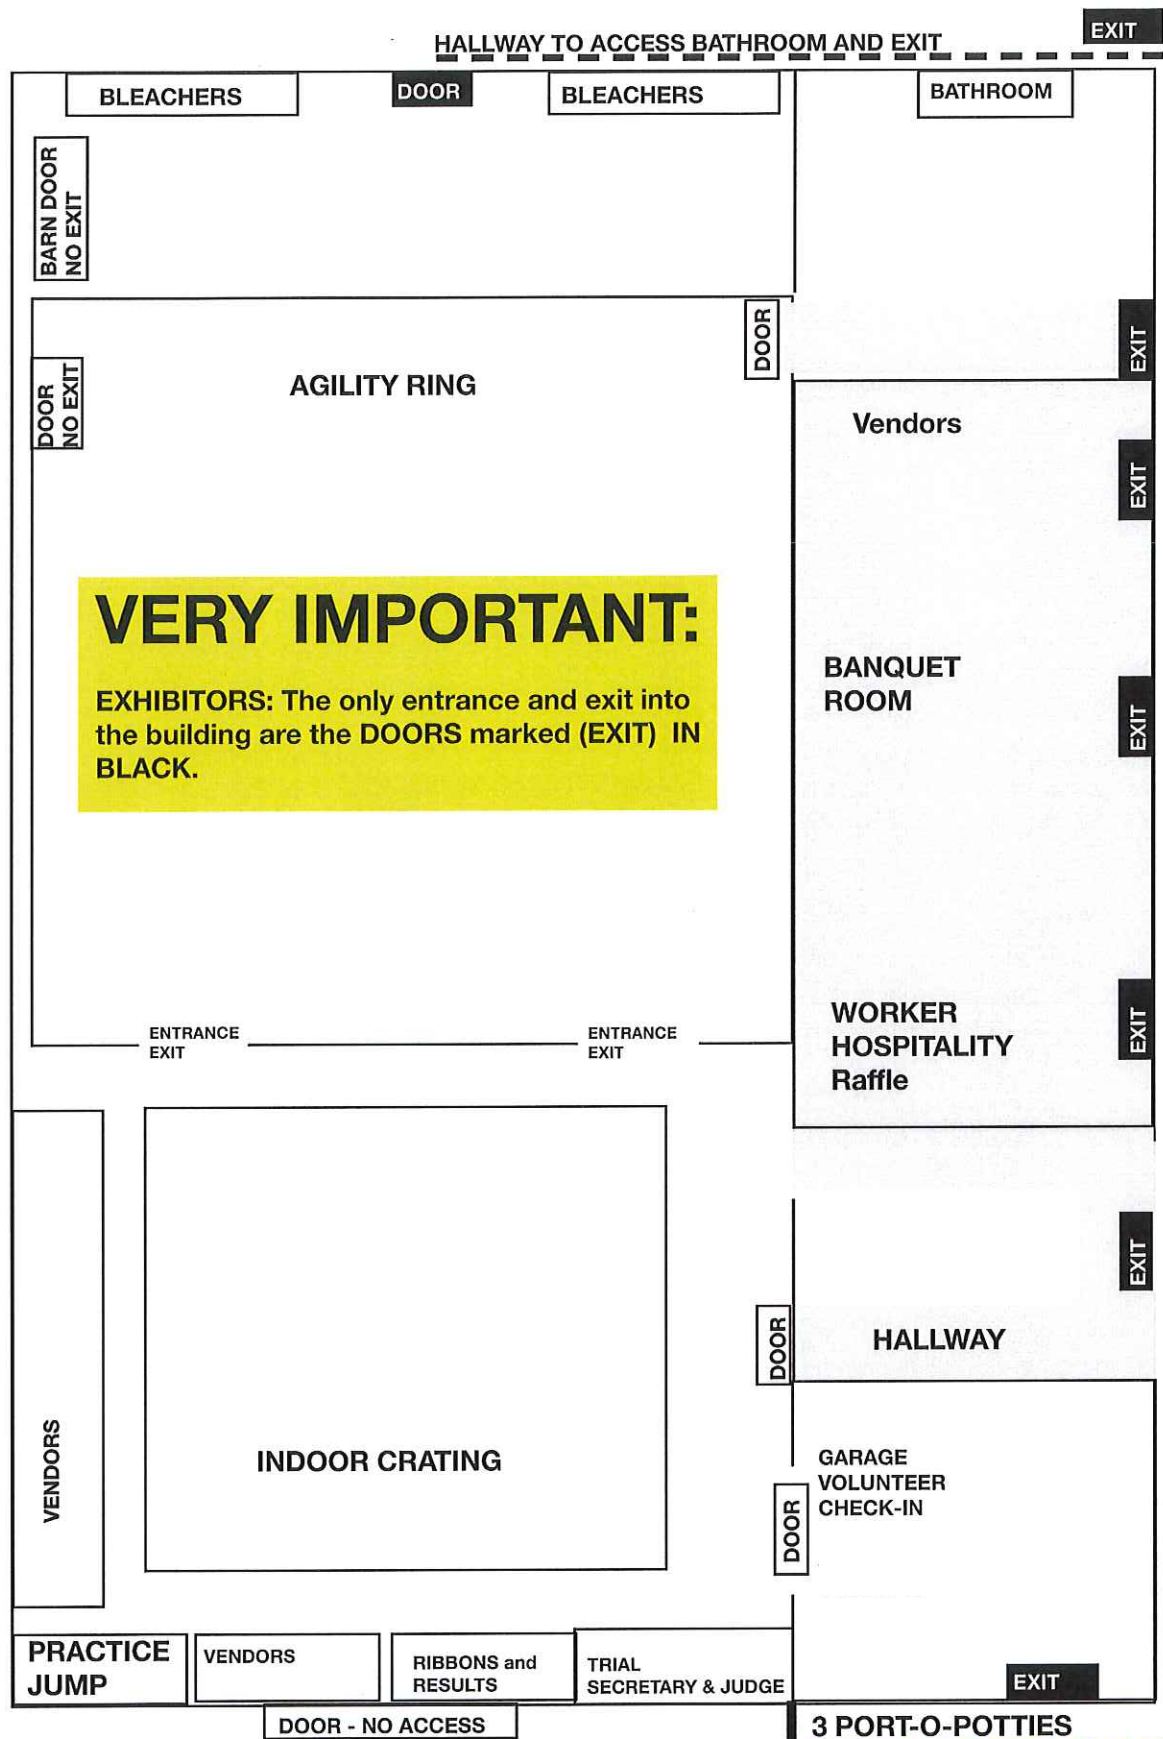 HALLWAY TO ACCESS BATHROOM AND EXIT
EXIT
BLEACHERS
DOOR
BLEACHERS
BATHROOM
BARN DOOR
NO EXIT
DOOR
EXIT
DOOR
NO EXIT
AGILITY RING
Vendors
EXIT
VERY IMPORTANT:
EXHIBITORS: The only entrance and exit into
the building are the DOORS marked (EXIT) IN
BLACK.
BANQUET
ROOM
EXIT
WORKER
HOSPITALITY
Raffle
EXIT
ENTRANCE
EXIT
ENTRANCE
EXIT
EXIT
DOOR
HALLWAY
VENDORS
INDOOR CRATING
DOOR
GARAGE
VOLUNTEER
CHECK-IN
PRACTICE
JUMP
VENDORS
RIBBONS and
RESULTS
TRIAL
SECRETARY & JUDGE
EXIT
DOOR - NO ACCESS
3 PORT-O-POTTIES